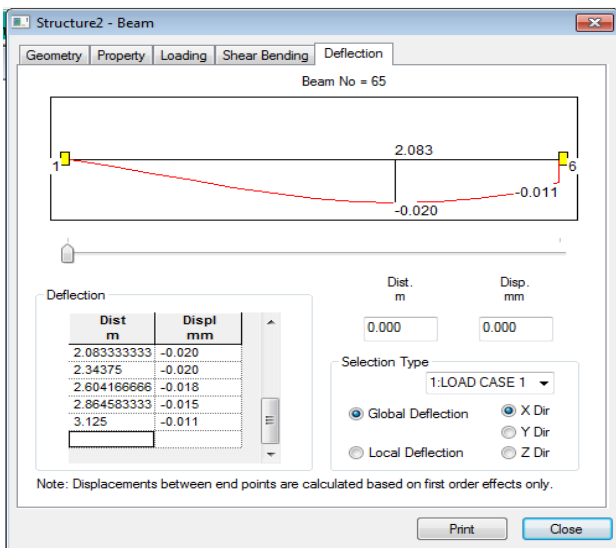 Structure2 - Beam
Geometry Property Loading Shear Bending Deflection
Beam No = 65
2.083
1 6
-0.011
-0.020
Dist. Disp.
m mm
Deflection
Dist Displ
m mm
0.000 0.000
2.083333333 -0.020
2.34375 -0.020
2.604166666 -0.018
2.864583333 -0.015
3.125 -0.011
Selection Type
1:LOAD CASE 1
Global Deflection X Dir
Y Dir
Local Deflection Z Dir
Note: Displacements between end points are calculated based on first order effects only.
Print Close